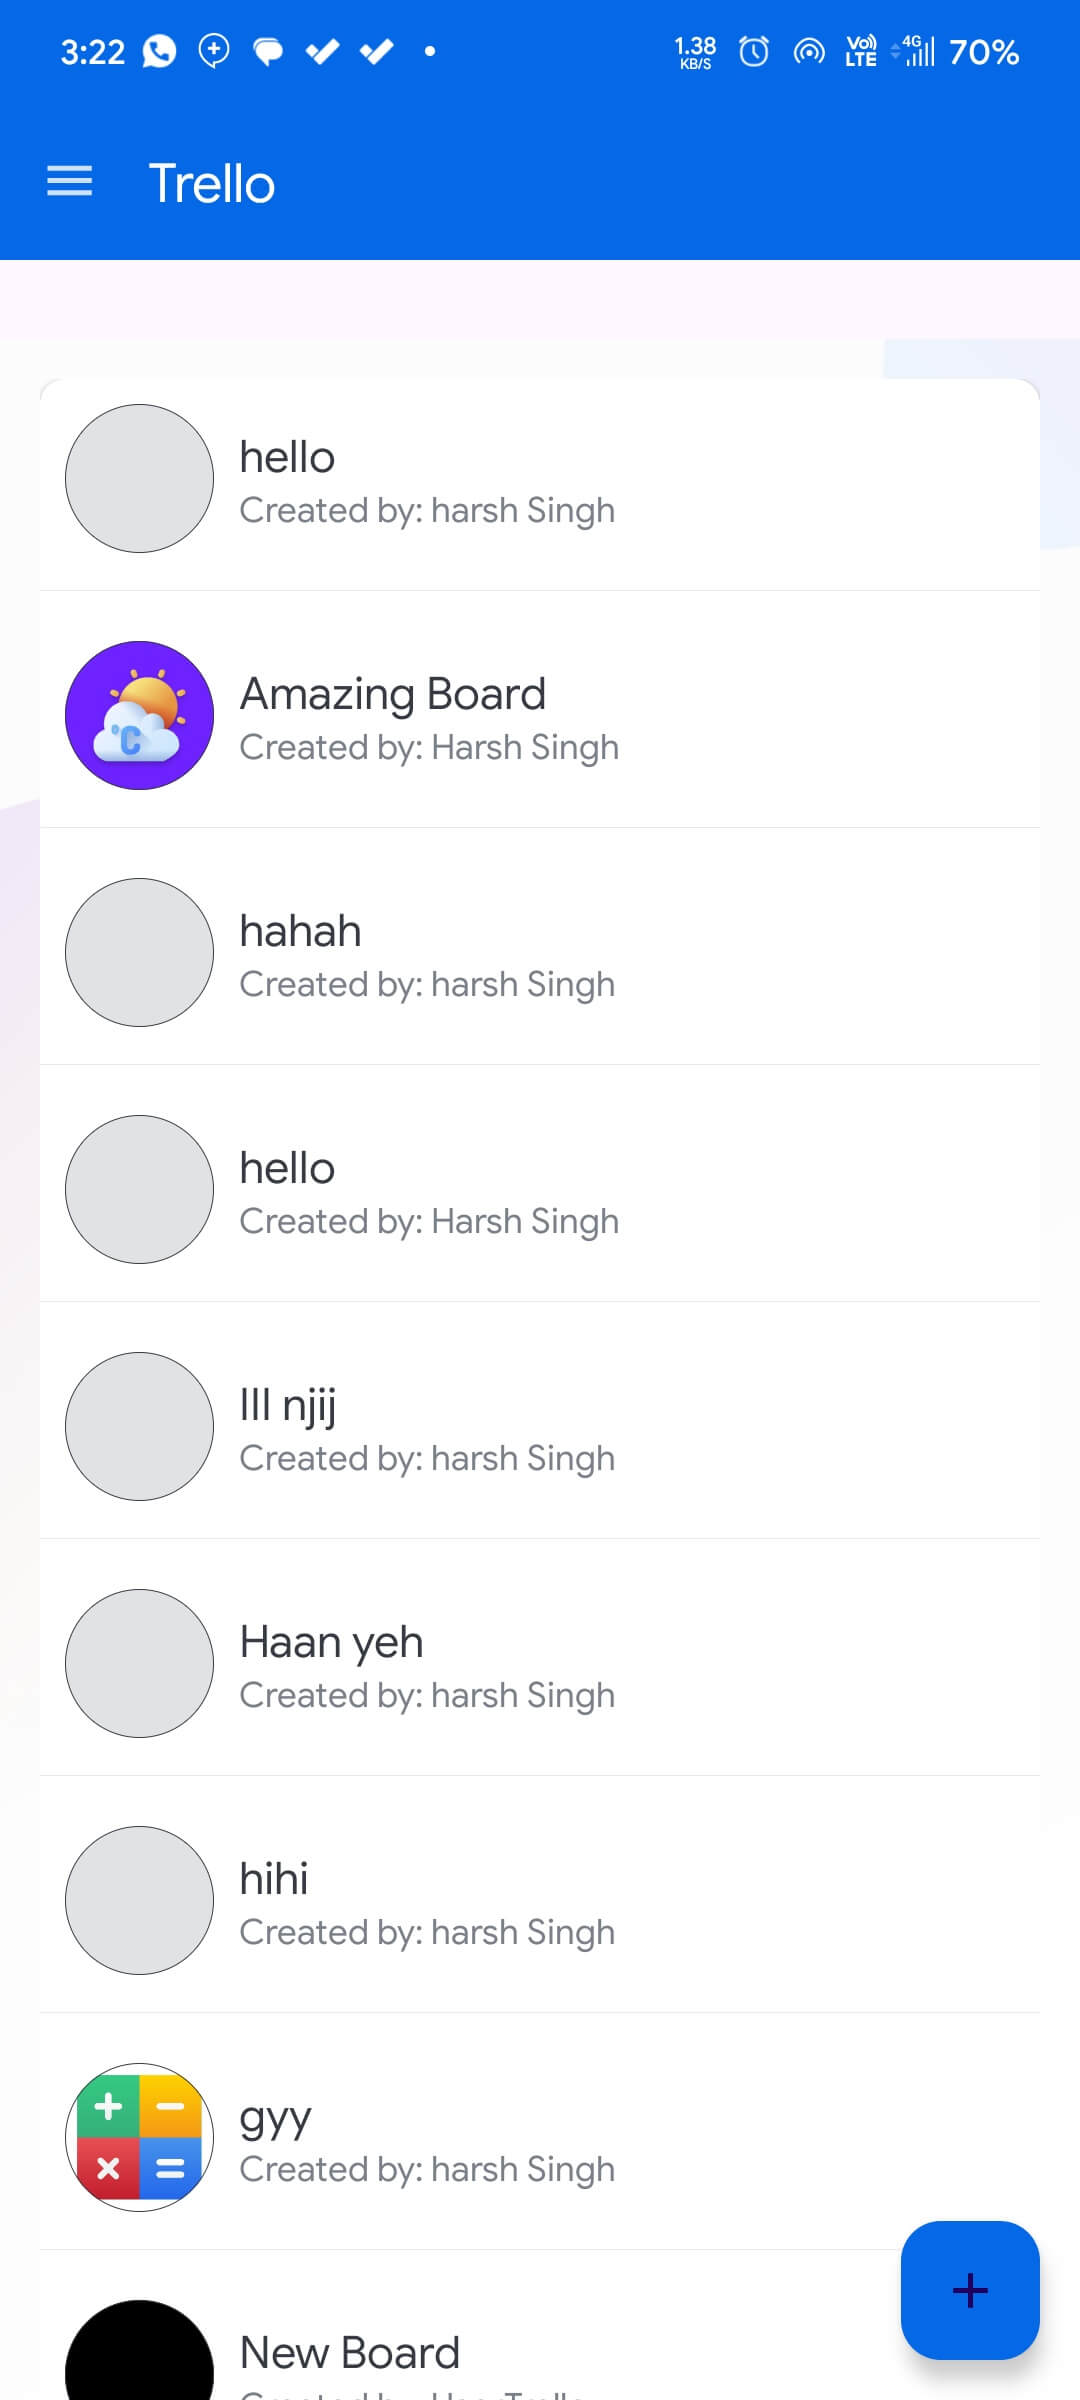 3:22
1.38 KB/S
Vo)) LTE
4G
70%
Trello
hello
Created by: harsh Singh
Amazing Board
Created by: Harsh Singh
°C
hahah
Created by: harsh Singh
hello
Created by: Harsh Singh
lll njij
Created by: harsh Singh
Haan yeh
Created by: harsh Singh
hihi
Created by: harsh Singh
gyy
Created by: harsh Singh
New Board